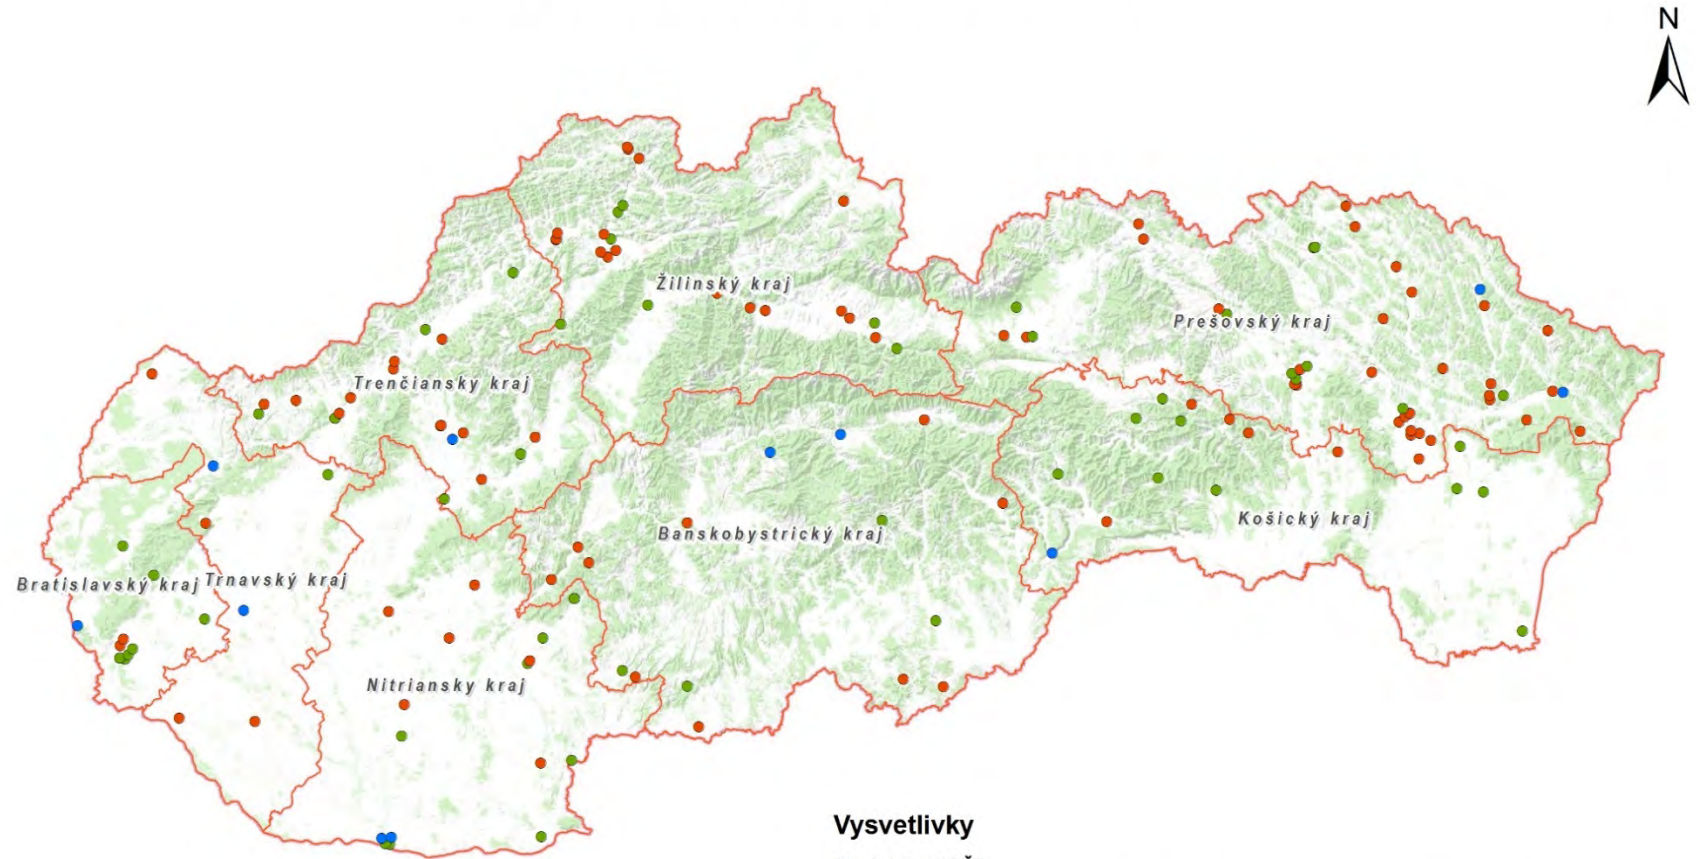 N
Žilinský kraj
Prešovský kraj
Trenčiansky kraj
Košický kraj
Banskobystrický kraj
Bratislavský kraj
Trnavský kraj
Nitriansky kraj
Vysvetlivky